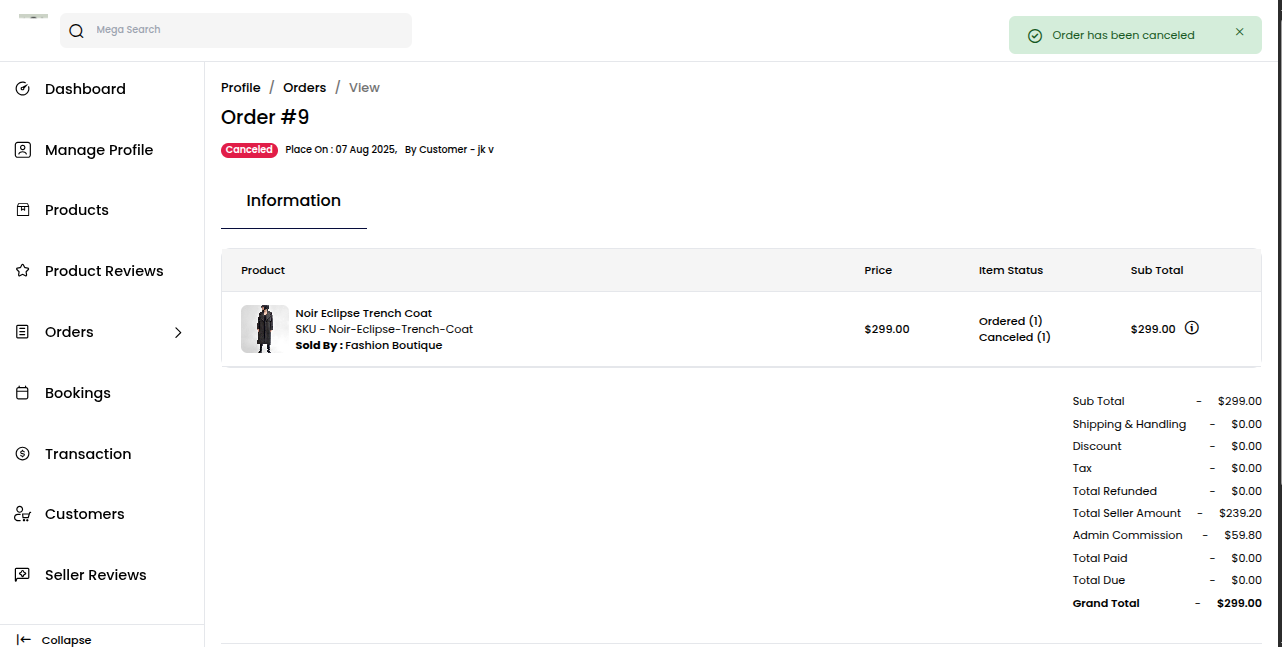 Mega Search
Order has been canceled
Dashboard
Manage Profile
Products
Product Reviews
Orders
Bookings
Transaction
Customers
Seller Reviews
Collapse
Profile / Orders / View
Order #9
Canceled Place On : 07 Aug 2025, By Customer - jk v
Information
Product Price Item Status Sub Total
Noir Eclipse Trench Coat
SKU - Noir-Eclipse-Trench-Coat
Sold By : Fashion Boutique
$299.00
Ordered (1)
Canceled (1)
$299.00
Sub Total - $299.00
Shipping & Handling - $0.00
Discount - $0.00
Tax - $0.00
Total Refunded - $0.00
Total Seller Amount - $239.20
Admin Commission - $59.80
Total Paid - $0.00
Total Due - $0.00
Grand Total - $299.00